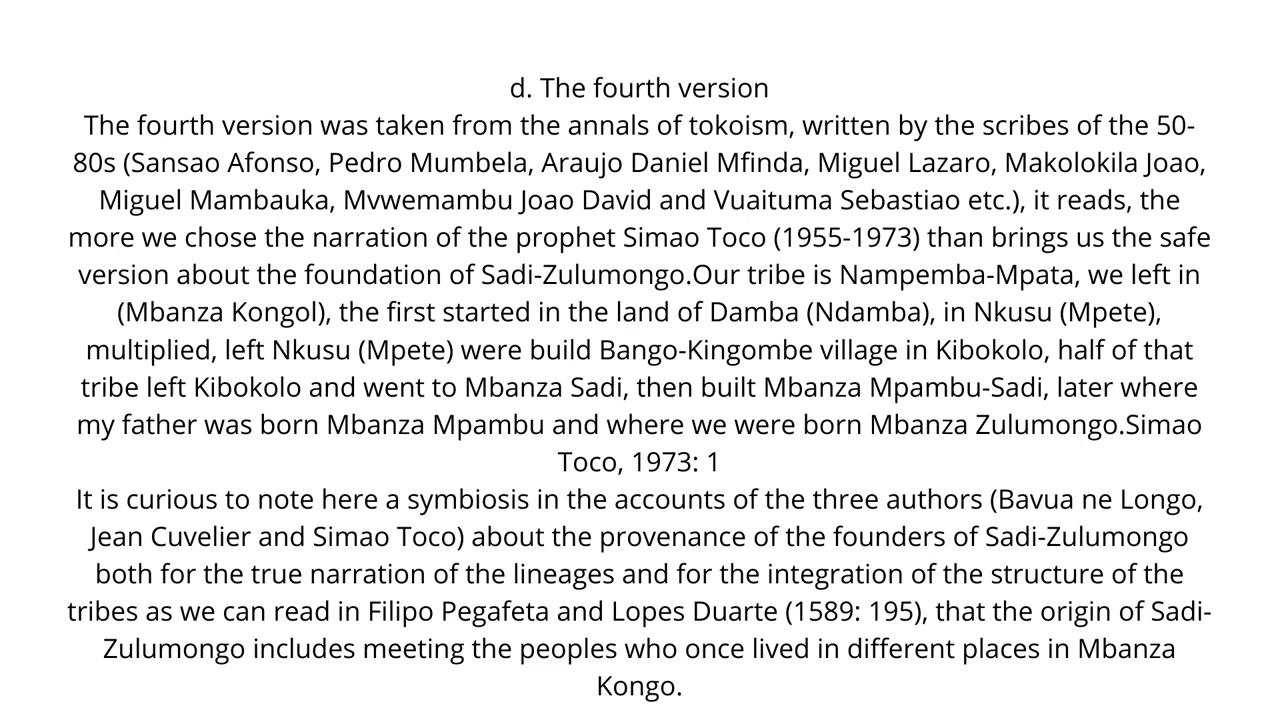 d. The fourth version
The fourth version was taken from the annals of tokoism, written by the scribes of the 50-
80s (Sansao Afonso, Pedro Mumbela, Araujo Daniel Mfinda, Miguel Lazaro, Makolokila Joao,
Miguel Mambauka, Mvwemambu Joao David and Vuaituma Sebastiao etc.), it reads, the
more we chose the narration of the prophet Simao Toco (1955-1973) than brings us the safe
version about the foundation of Sadi-Zulumongo.Our tribe is Nampemba-Mpata, we left in
(Mbanza Kongol), the first started in the land of Damba (Ndamba), in Nkusu (Mpete),
multiplied, left Nkusu (Mpete) were build Bango-Kingombe village in Kibokolo, half of that
tribe left Kibokolo and went to Mbanza Sadi, then built Mbanza Mpambu-Sadi, later where
my father was born Mbanza Mpambu and where we were born Mbanza Zulumongo.Simao
Toco, 1973: 1
It is curious to note here a symbiosis in the accounts of the three authors (Bavua ne Longo,
Jean Cuvelier and Simao Toco) about the provenance of the founders of Sadi-Zulumongo
both for the true narration of the lineages and for the integration of the structure of the
tribes as we can read in Filipo Pegafeta and Lopes Duarte (1589: 195), that the origin of Sadi-
Zulumongo includes meeting the peoples who once lived in different places in Mbanza
Kongo.